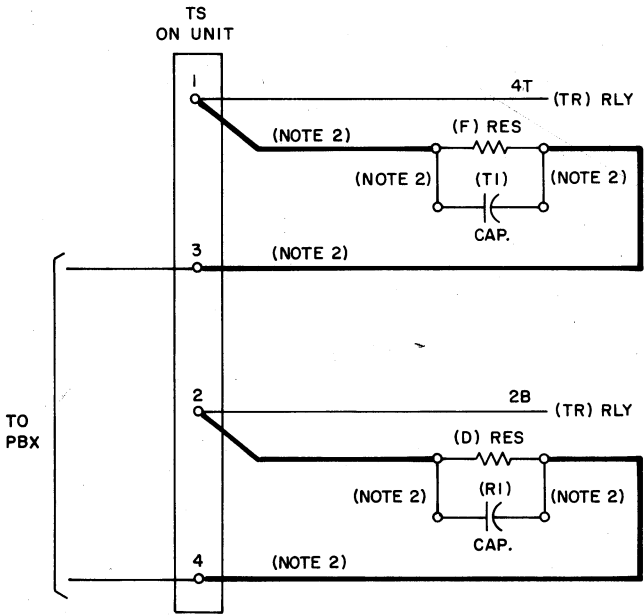 TS
ON UNIT
1
4T
(TR) RLY
(NOTE 2)
(F) RES
(NOTE 2)
(T1)
(NOTE 2)
CAP.
3
(NOTE 2)
2
2B
(TR) RLY
TO
PBX
(D) RES
(NOTE 2)
(R1)
(NOTE 2)
CAP.
4
(NOTE 2)